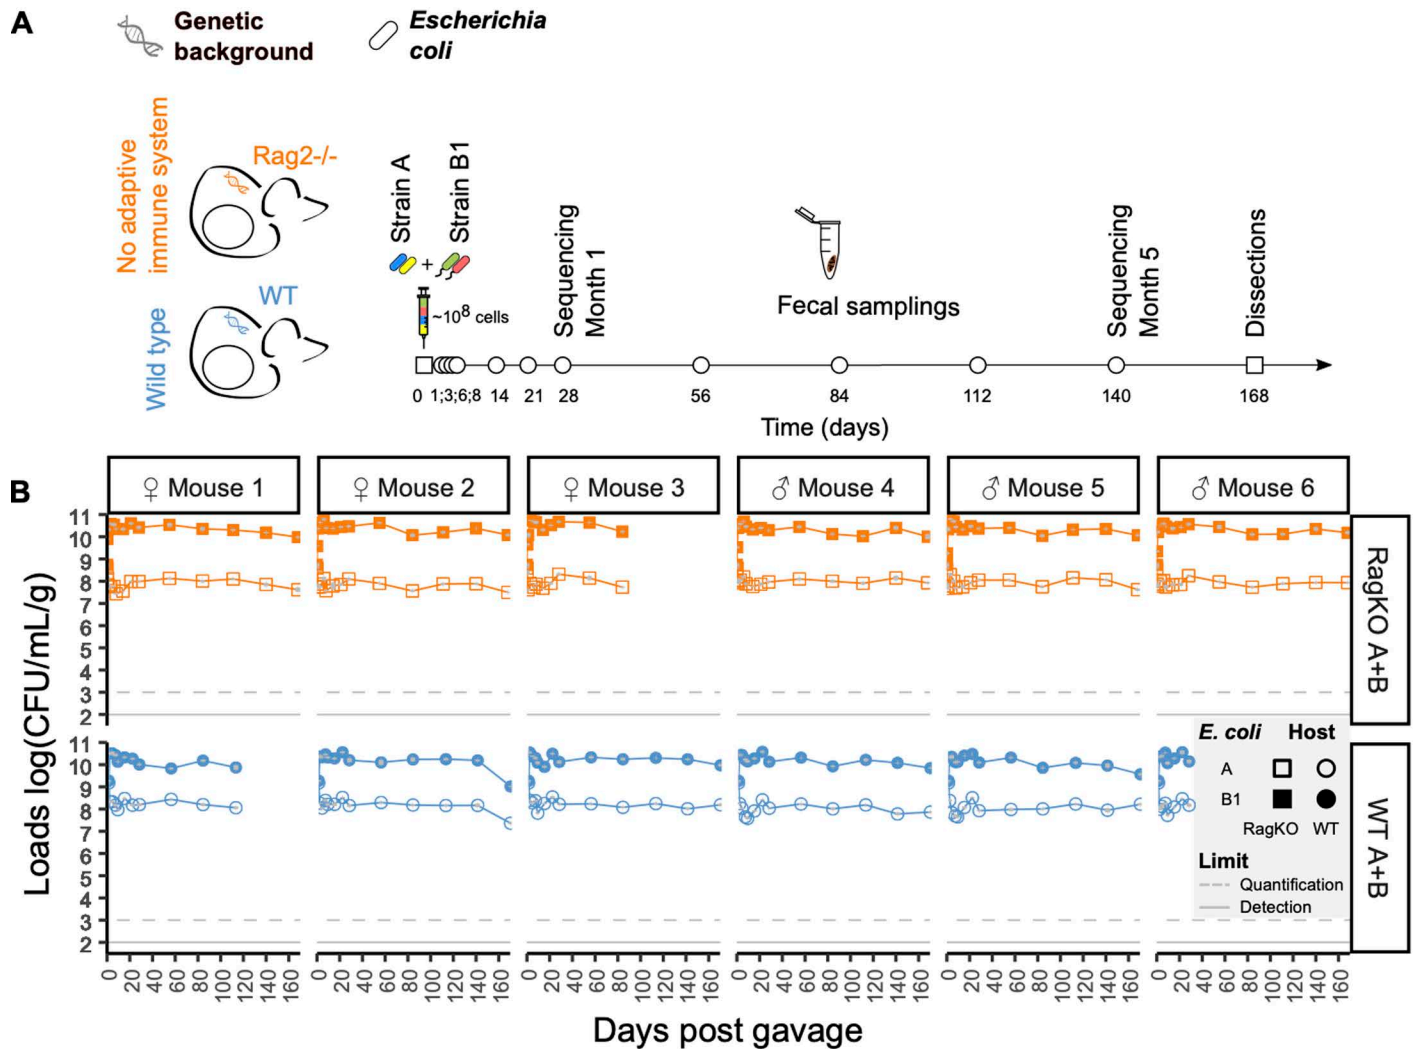 A
Genetic
background
Escherichia
coli
No adaptive
immune system
Rag2-/-
Wild type
WT
Strain A
Strain B1
+
~10⁸ cells
Sequencing
Month 1
Fecal samplings
Sequencing
Month 5
Dissections
0 1;3;6;8 14 21 28 56 84 112 140 168
Time (days)
B
♀ Mouse 1
♀ Mouse 2
♀ Mouse 3
♂ Mouse 4
♂ Mouse 5
♂ Mouse 6
Loads log(CFU/mL/g)
11
10
9
8
7
6
5
4
3
2
RagKO A+B
11
10
9
8
7
6
5
4
3
2
WT A+B
E. coli Host
A
B1
RagKO WT
Limit
Quantification
Detection
0 20 40 60 80 100 120 140 160
0 20 40 60 80 100 120 140 160
0 20 40 60 80 100 120 140 160
0 20 40 60 80 100 120 140 160
0 20 40 60 80 100 120 140 160
0 20 40 60 80 100 120 140 160
Days post gavage